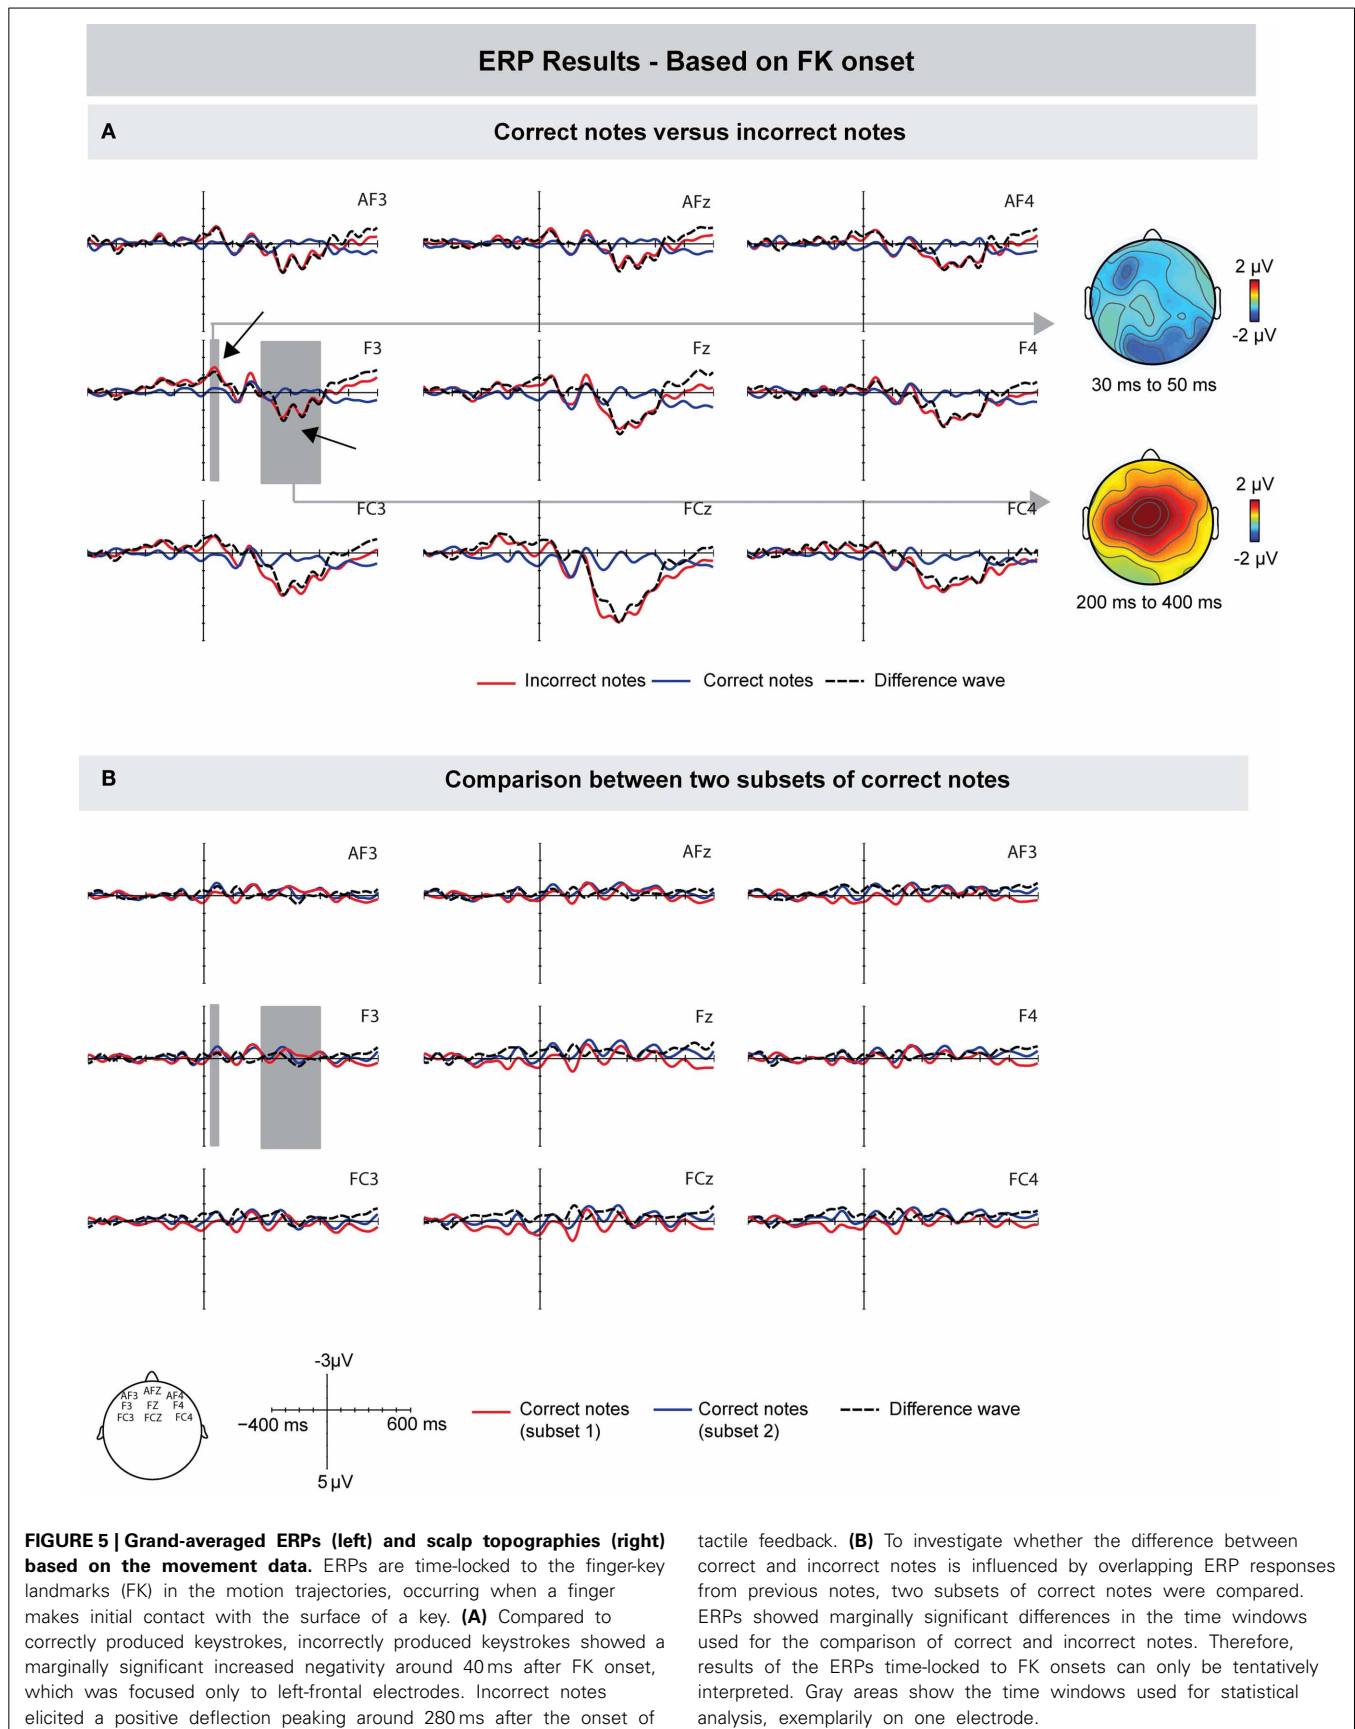 ERP Results - Based on FK onset
A
Correct notes versus incorrect notes
AF3
AFz
AF4
2 µV
-2 µV
30 ms to 50 ms
F3
Fz
F4
2 µV
-2 µV
200 ms to 400 ms
FC3
FCz
FC4
Incorrect notes
Correct notes
Difference wave
B
Comparison between two subsets of correct notes
AF3
AFz
AF3
F3
Fz
F4
FC3
FCz
FC4
AF3 AFZ AF4
F3 FZ F4
FC3 FCZ FC4
-3µV
−400 ms
600 ms
5 µV
Correct notes
(subset 1)
Correct notes
(subset 2)
Difference wave
FIGURE 5 | Grand-averaged ERPs (left) and scalp topographies (right)
based on the movement data. ERPs are time-locked to the finger-key
landmarks (FK) in the motion trajectories, occurring when a finger
makes initial contact with the surface of a key. (A) Compared to
correctly produced keystrokes, incorrectly produced keystrokes showed a
marginally significant increased negativity around 40 ms after FK onset,
which was focused only to left-frontal electrodes. Incorrect notes
elicited a positive deflection peaking around 280 ms after the onset of
tactile feedback. (B) To investigate whether the difference between
correct and incorrect notes is influenced by overlapping ERP responses
from previous notes, two subsets of correct notes were compared.
ERPs showed marginally significant differences in the time windows
used for the comparison of correct and incorrect notes. Therefore,
results of the ERPs time-locked to FK onsets can only be tentatively
interpreted. Gray areas show the time windows used for statistical
analysis, exemplarily on one electrode.